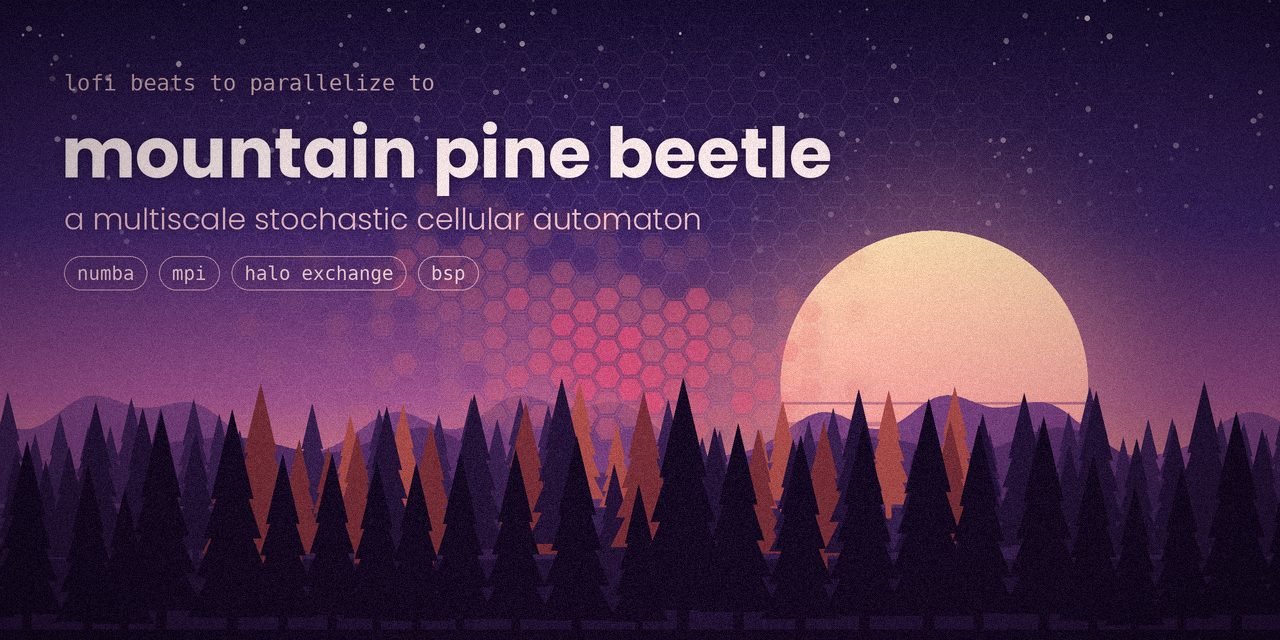 lofi beats to parallelize to
mountain pine beetle
a multiscale stochastic cellular automaton
numba mpi halo exchange bsp